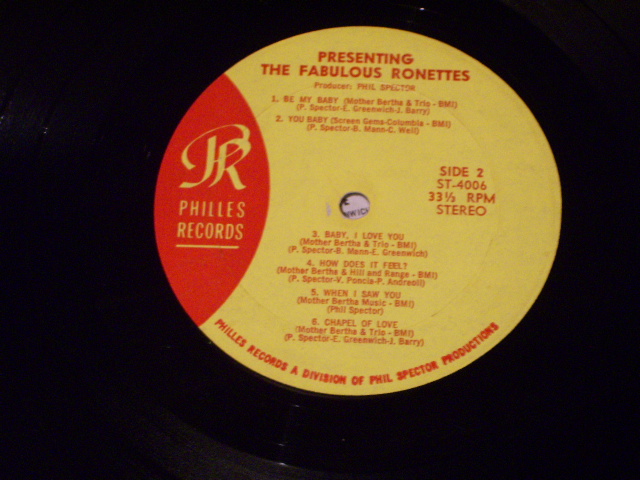 PRESENTING
THE FABULOUS RONETTES
Producer: PHIL SPECTOR
1. BE MY BABY (Mother Bertha & Trio - BMI)
(P. Spector-E. Greenwich-J. Barry)
2. YOU BABY (Screen Gems-Columbia - BMI)
(P. Spector-B. Mann-C. Weil)
PR
PHILLES
RECORDS
SIDE 2
ST-4006
33⅓ RPM
STEREO
3. BABY, I LOVE YOU
(Mother Bertha & Trio - BMI)
(P. Spector-B. Mann-E. Greenwich)
4. HOW DOES IT FEEL?
(Mother Bertha & Hill and Range - BMI)
(P. Spector-V. Poncia-P. Andreoli)
5. WHEN I SAW YOU
(Mother Bertha Music - BMI)
(Phil Spector)
6. CHAPEL OF LOVE
(Mother Bertha & Trio - BMI)
(P. Spector-E. Greenwich-J. Barry)
PHILLES RECORDS A DIVISION OF PHIL SPECTOR PRODUCTIONS